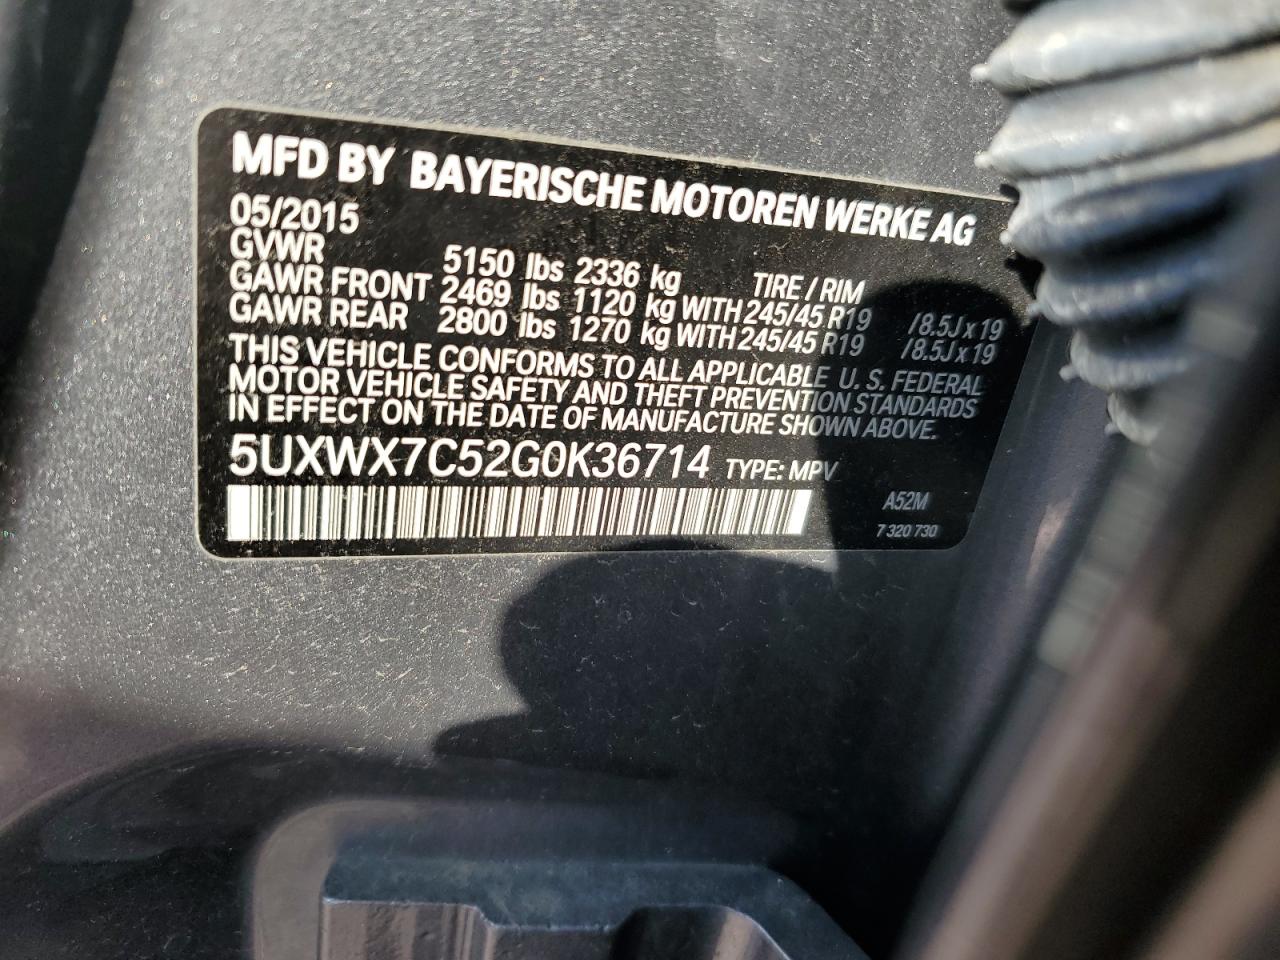 MFD BY BAYERISCHE MOTOREN WERKE AG
05/2015
GVWR 5150 lbs 2336 kg TIRE / RIM
GAWR FRONT 2469 lbs 1120 kg WITH 245/45 R19 /8.5J x 19
GAWR REAR 2800 lbs 1270 kg WITH 245/45 R19 /8.5J x 19
THIS VEHICLE CONFORMS TO ALL APPLICABLE U. S. FEDERAL
MOTOR VEHICLE SAFETY AND THEFT PREVENTION STANDARDS
IN EFFECT ON THE DATE OF MANUFACTURE SHOWN ABOVE.
5UXWX7C52G0K36714 TYPE: MPV
A52M
7 320 730